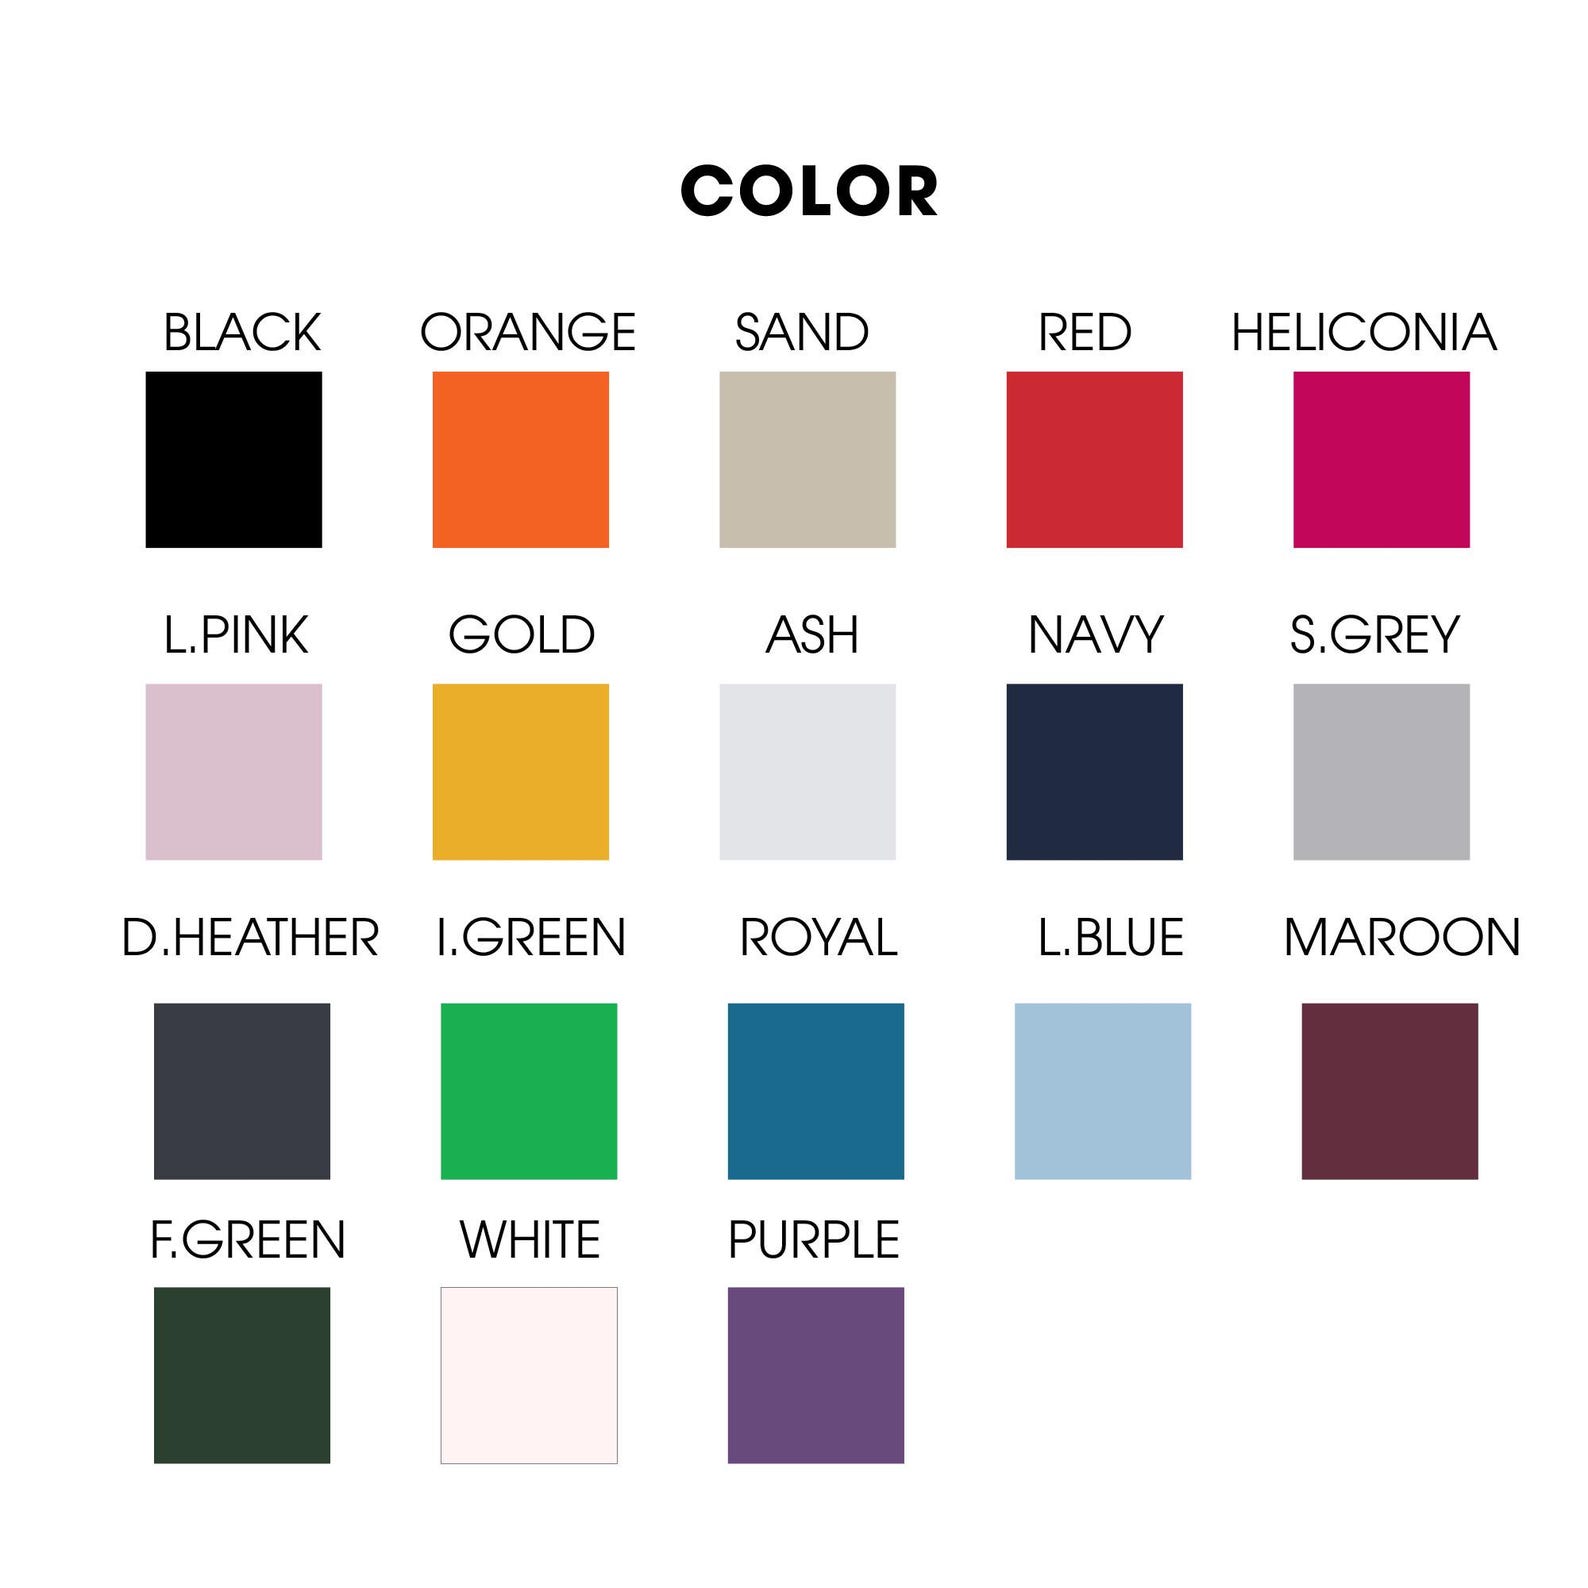 COLOR
BLACK ORANGE SAND RED HELICONIA
L.PINK GOLD ASH NAVY S.GREY
D.HEATHER I.GREEN ROYAL L.BLUE MAROON
F.GREEN WHITE PURPLE